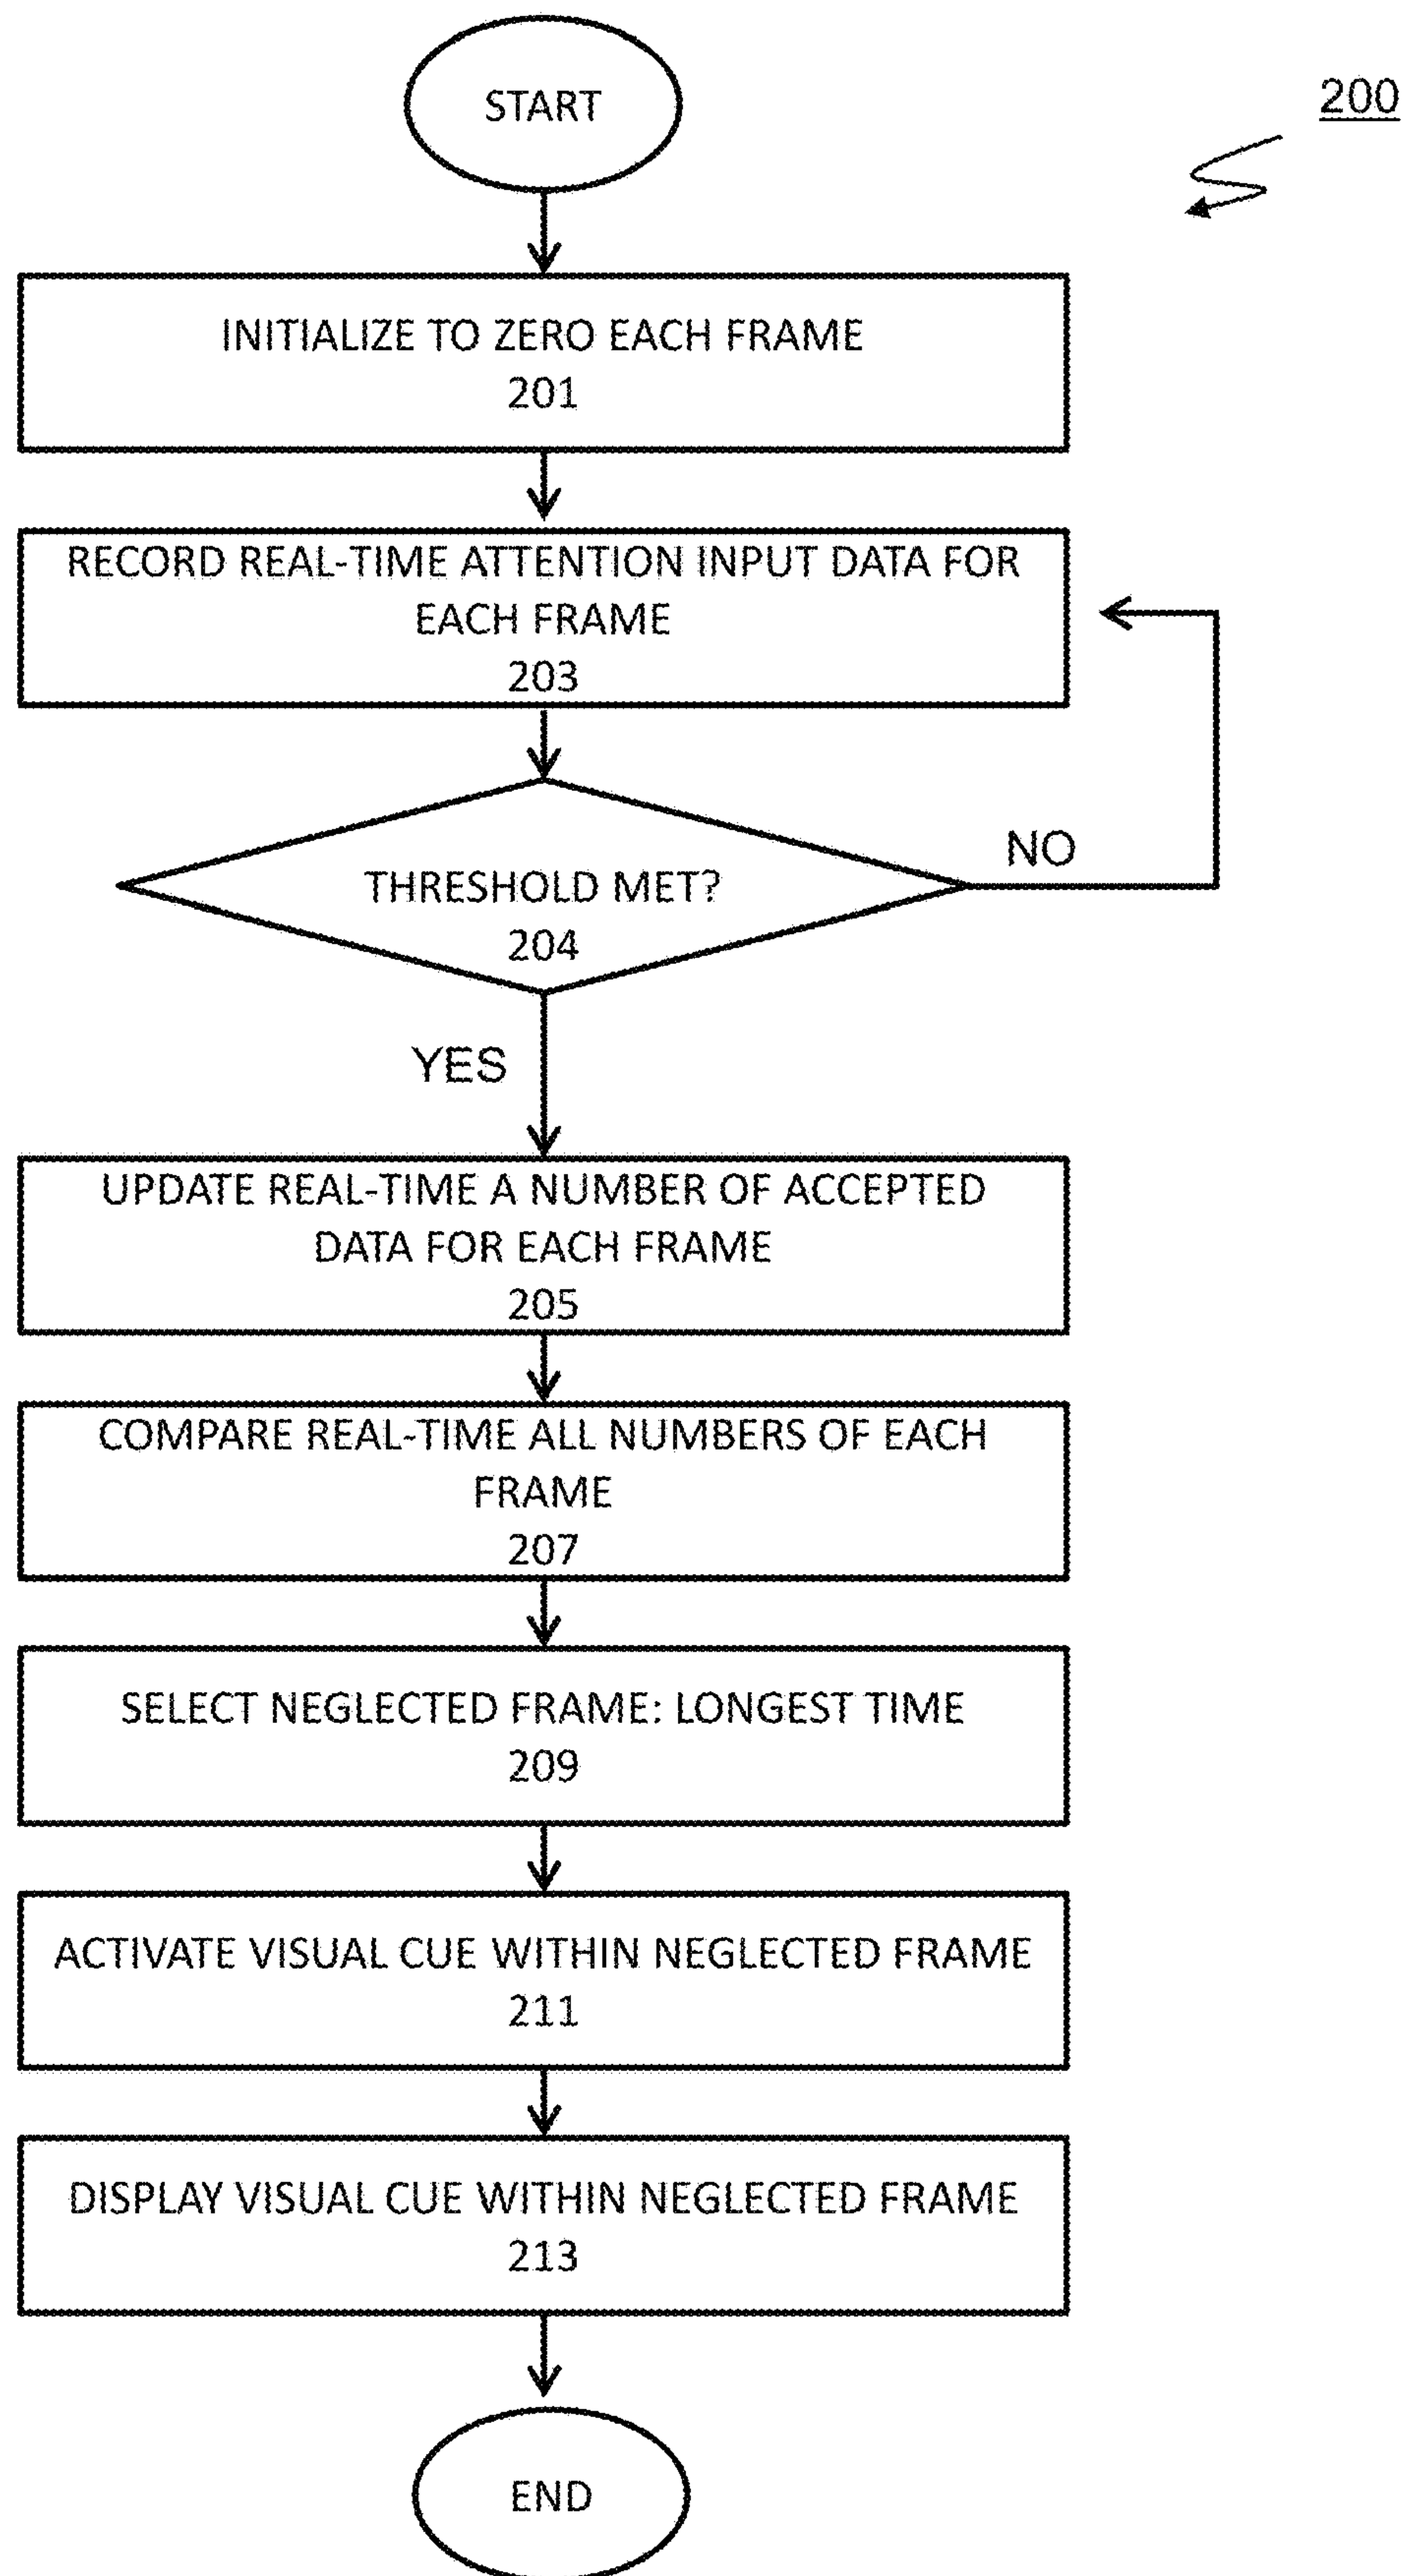 START
200
INITIALIZE TO ZERO EACH FRAME
201
RECORD REAL-TIME ATTENTION INPUT DATA FOR
EACH FRAME
203
THRESHOLD MET?
204
NO
YES
UPDATE REAL-TIME A NUMBER OF ACCEPTED
DATA FOR EACH FRAME
205
COMPARE REAL-TIME ALL NUMBERS OF EACH
FRAME
207
SELECT NEGLECTED FRAME: LONGEST TIME
209
ACTIVATE VISUAL CUE WITHIN NEGLECTED FRAME
211
DISPLAY VISUAL CUE WITHIN NEGLECTED FRAME
213
END